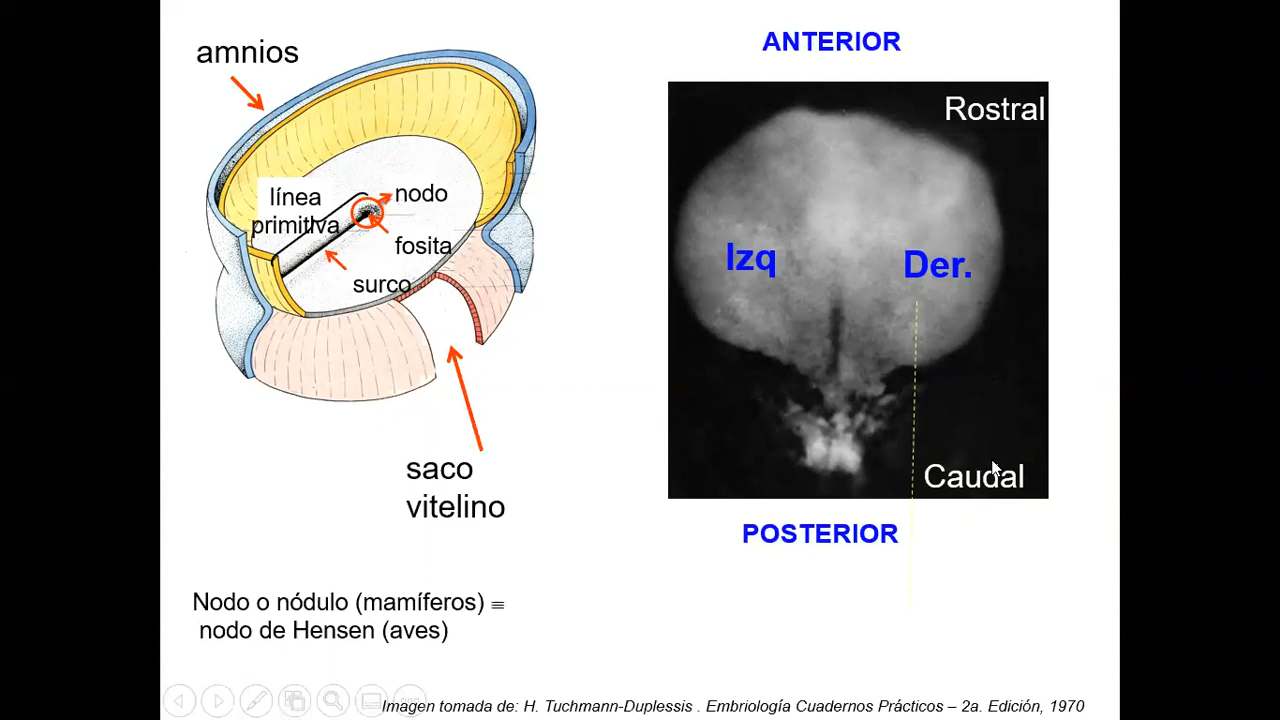 amnios
línea
primitiva
nodo
fosita
surco
saco
vitelino
Nodo o nódulo (mamíferos) ≡
nodo de Hensen (aves)
ANTERIOR
Rostral
Izq
Der.
Caudal
POSTERIOR
Imagen tomada de: H. Tuchmann-Duplessis . Embriología Cuadernos Prácticos – 2a. Edición, 1970